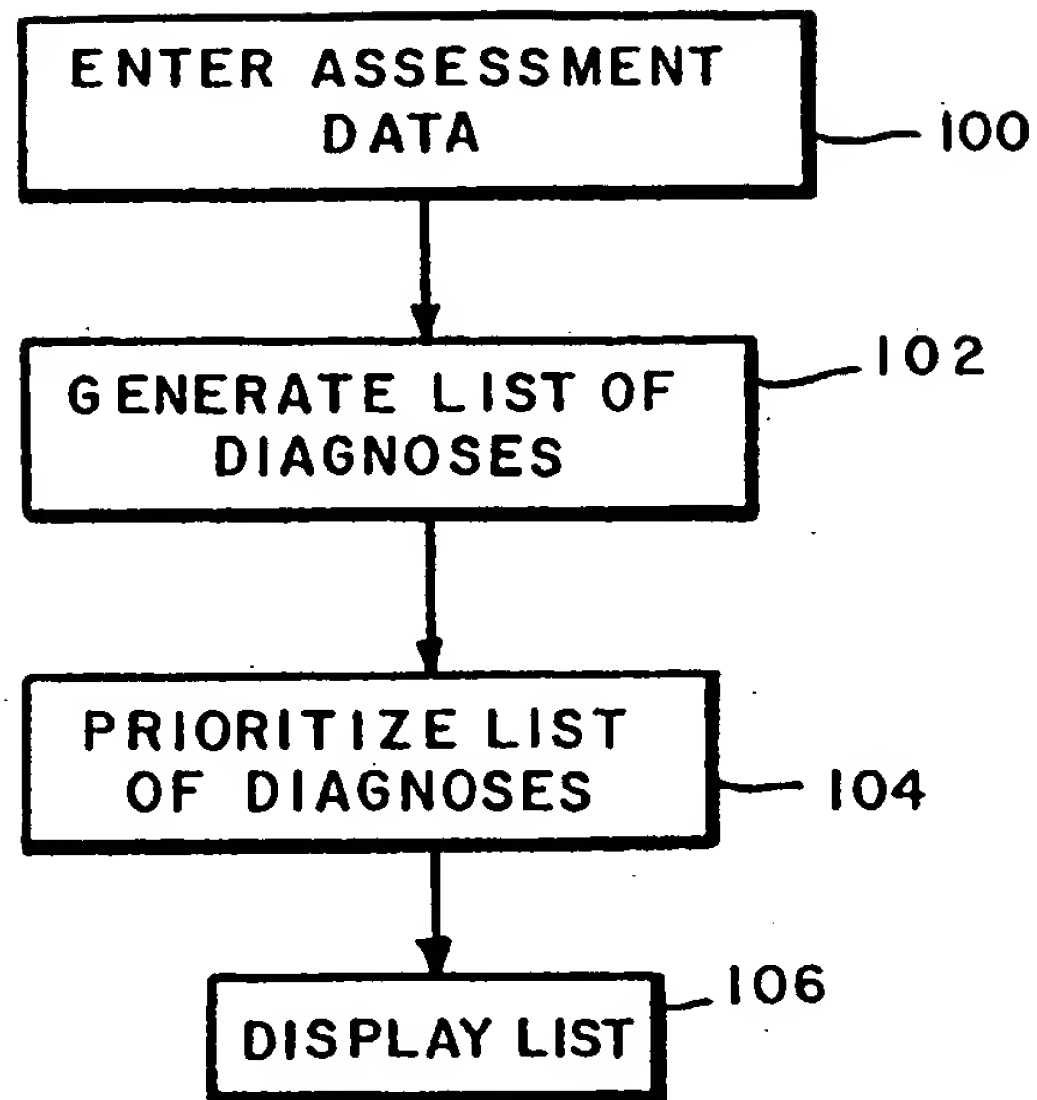 ENTER ASSESSMENT
DATA
100
GENERATE LIST OF
DIAGNOSES
102
PRIORITIZE LIST
OF DIAGNOSES
104
DISPLAY LIST
106